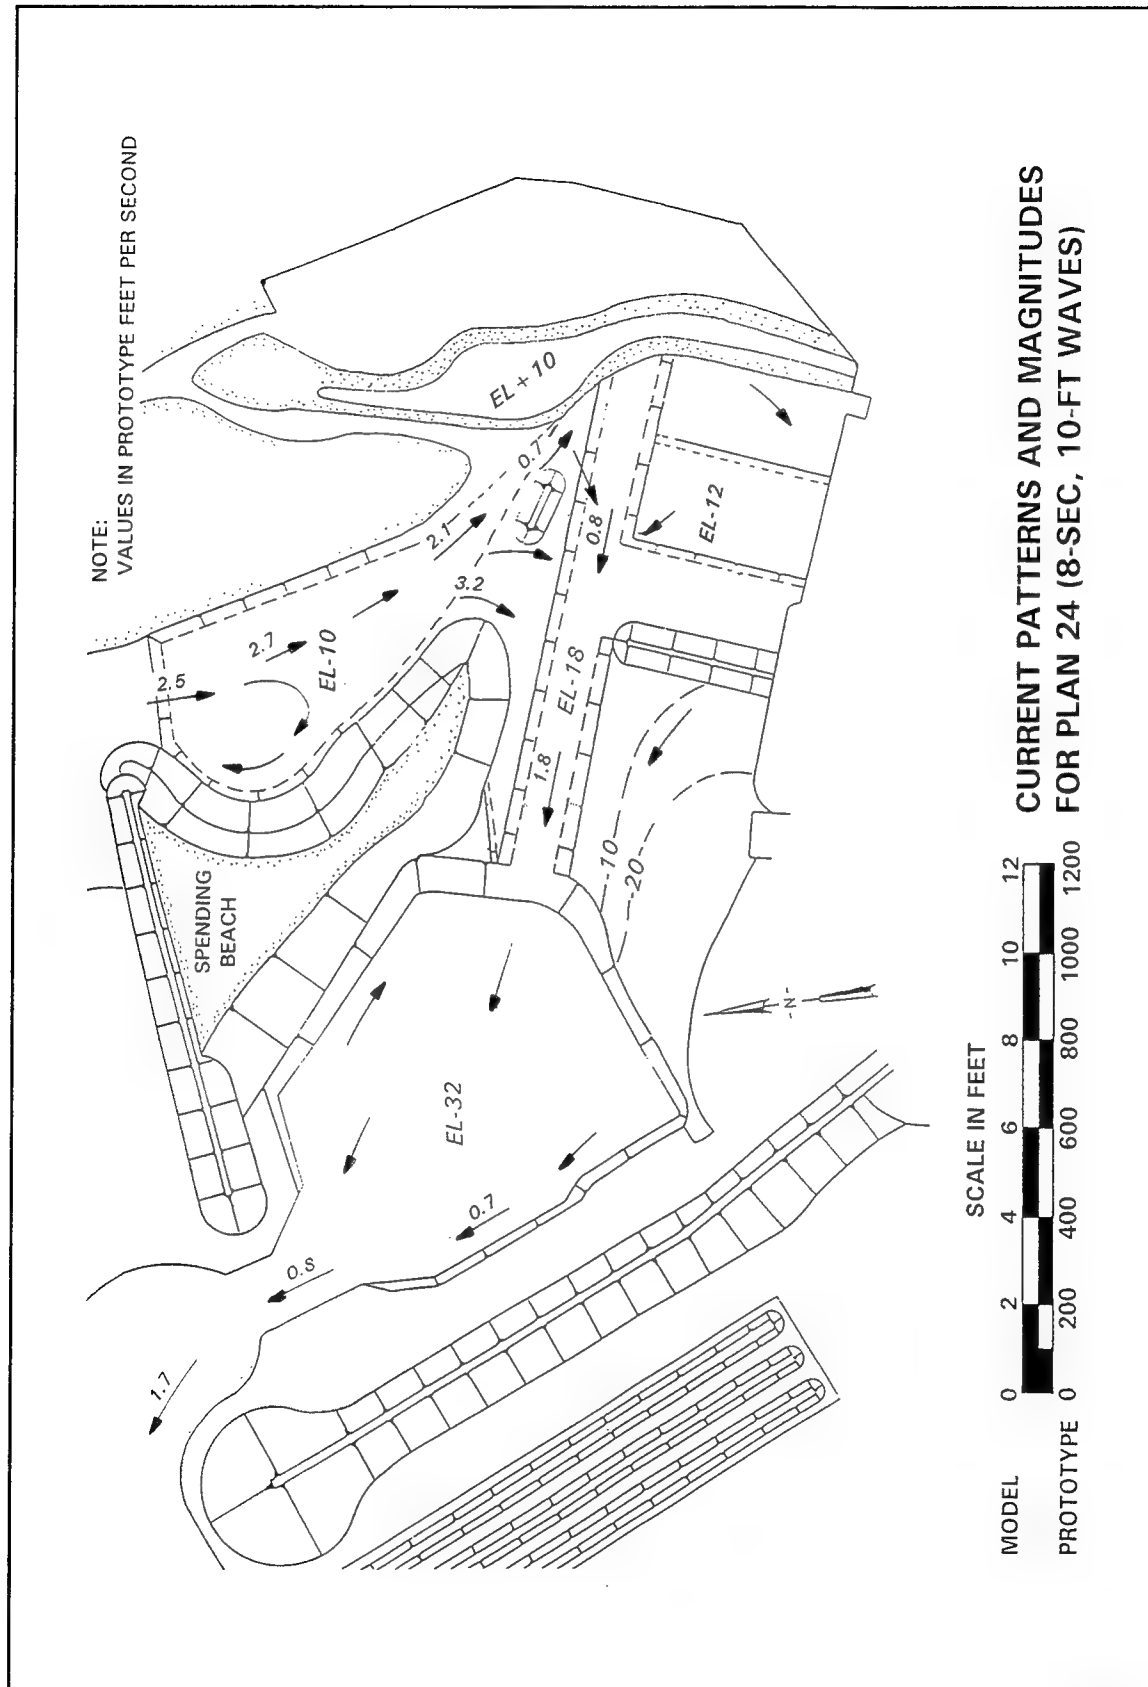 NOTE:
VALUES IN PROTOTYPE FEET PER SECOND
SPENDING
BEACH
2.5
2.7
EL-10
2.1
3.2
0.7
EL+10
0.8
EL-12
EL-18
1.8
-10
-20
EL-32
0.7
0.8
1.7
-N-
SCALE IN FEET
MODEL 0 2 4 6 8 10 12
PROTOTYPE 0 200 400 600 800 1000 1200
CURRENT PATTERNS AND MAGNITUDES
FOR PLAN 24 (8-SEC, 10-FT WAVES)